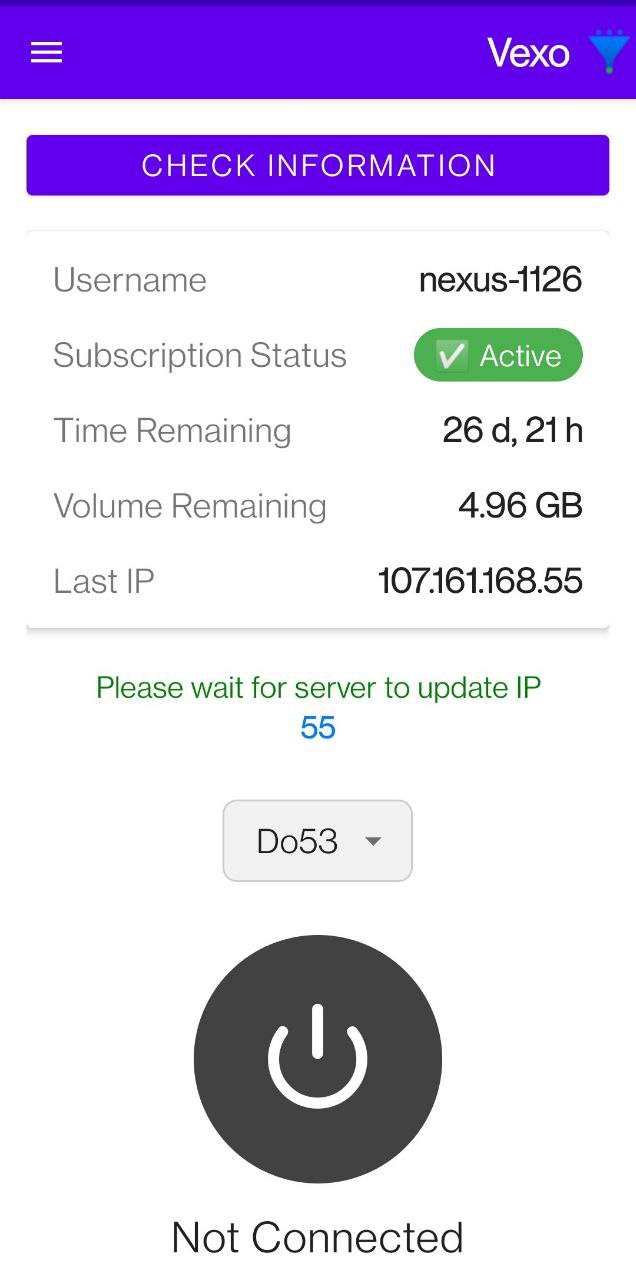 Vexo
CHECK INFORMATION
Username nexus-1126
Subscription Status ✅ Active
Time Remaining 26 d, 21 h
Volume Remaining 4.96 GB
Last IP 107.161.168.55
Please wait for server to update IP
55
Do53
Not Connected